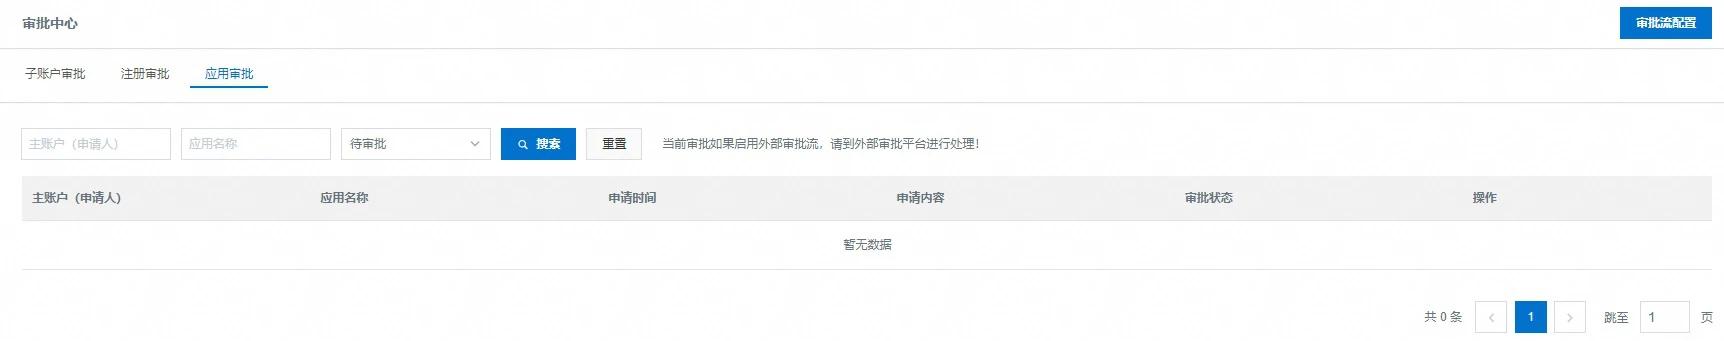 审批中心 审批流配置
子账户审批 注册审批 应用审批
主账户（申请人） 应用名称 待审批 搜索 重置 当前审批如果启用外部审批流，请到外部审批平台进行处理！
主账户（申请人） 应用名称 申请时间 申请内容 审批状态 操作
暂无数据
共 0 条 1 跳至 1 页